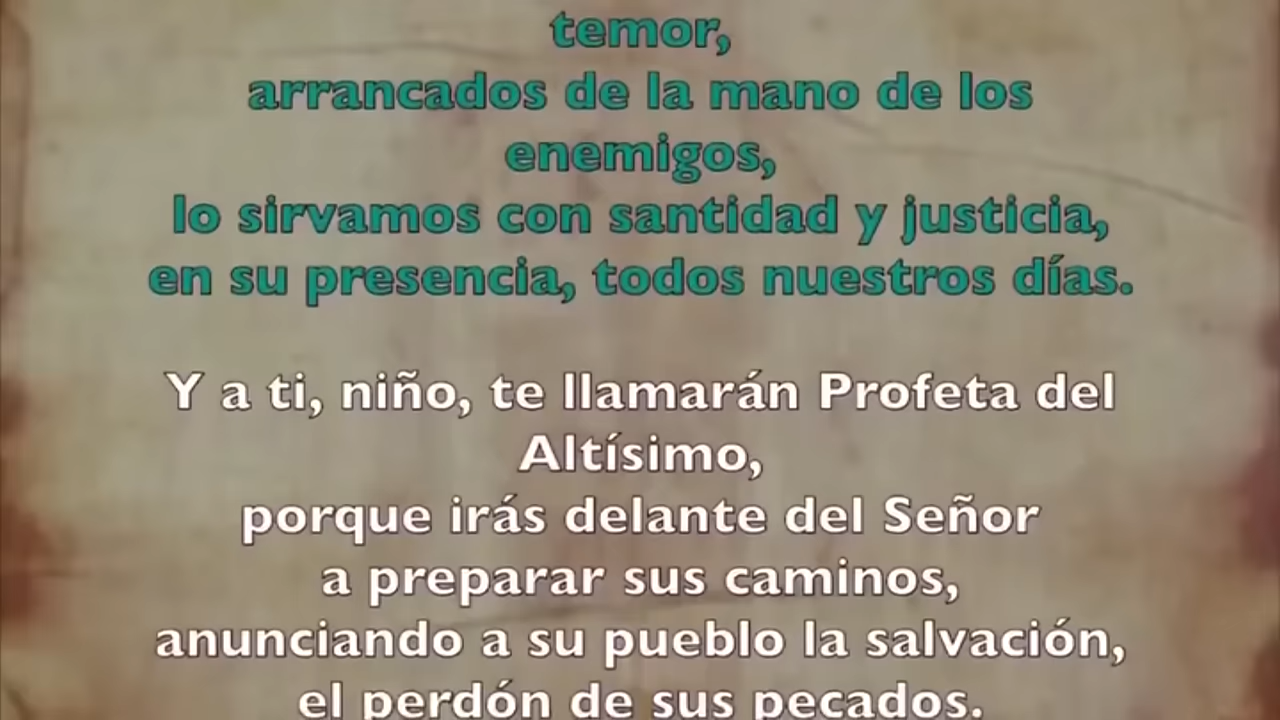 temor,
arrancados de la mano de los
enemigos,
lo sirvamos con santidad y justicia,
en su presencia, todos nuestros días.
Y a ti, niño, te llamarán Profeta del
Altísimo,
porque irás delante del Señor
a preparar sus caminos,
anunciando a su pueblo la salvación,
el perdón de sus pecados.